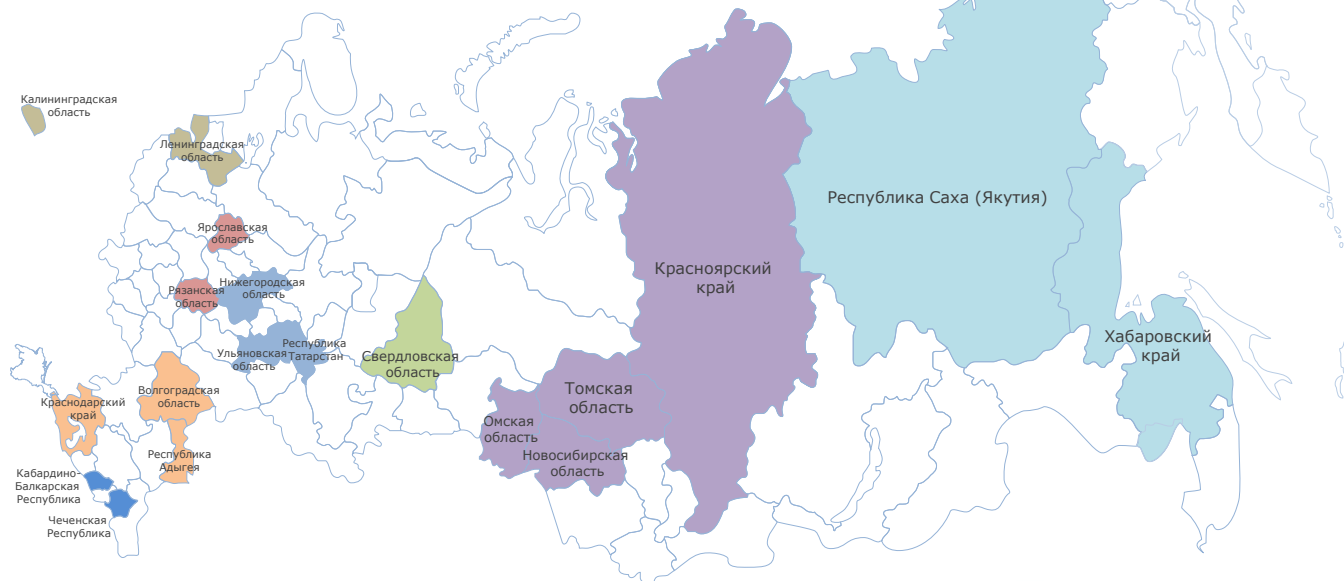 Калининградская
область
Ленинградская
область
Ярославская
область
Рязанская
область
Нижегородская
область
Ульяновская
область
Республика
Татарстан
Свердловская
область
Волгоградская
область
Краснодарский
край
Республика
Адыгея
Кабардино-
Балкарская
Республика
Чеченская
Республика
Омская
область
Томская
область
Новосибирская
область
Красноярский
край
Республика Саха (Якутия)
Хабаровский
край